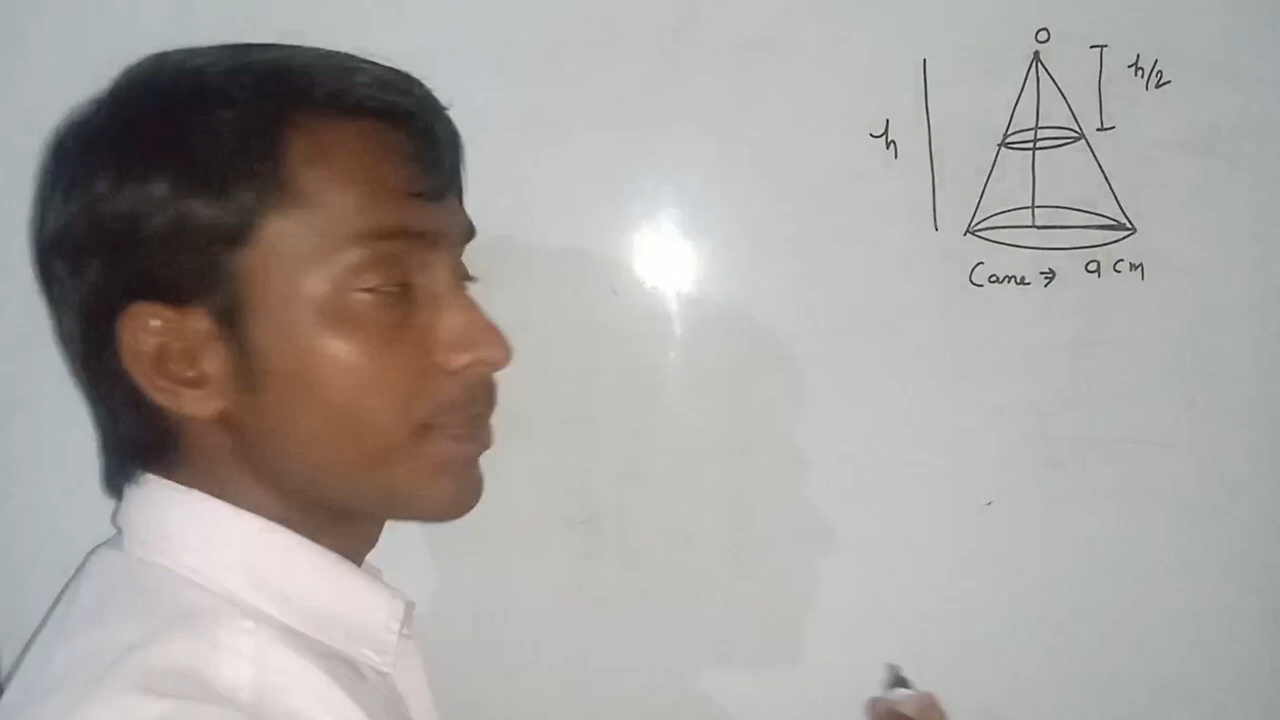 O
h/2
h
Cone ⇒ 9 cm